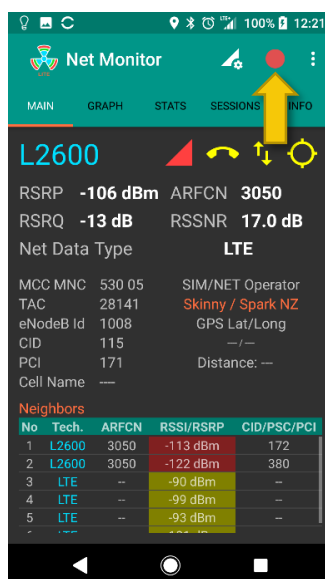 100% 12:21
LITE
Net Monitor
MAIN GRAPH STATS SESSIONS INFO
L2600
RSRP -106 dBm ARFCN 3050
RSRQ -13 dB RSSNR 17.0 dB
Net Data Type LTE
MCC MNC 530 05 SIM/NET Operator
TAC 28141 Skinny / Spark NZ
eNodeB Id 1008 GPS Lat/Long
CID 115 –/–
PCI 171 Distance: ---
Cell Name ----
Neighbors
No Tech. ARFCN RSSI/RSRP CID/PSC/PCI
1 L2600 3050 -113 dBm 172
2 L2600 3050 -122 dBm 380
3 LTE -- -90 dBm --
4 LTE -- -99 dBm --
5 LTE -- -93 dBm --